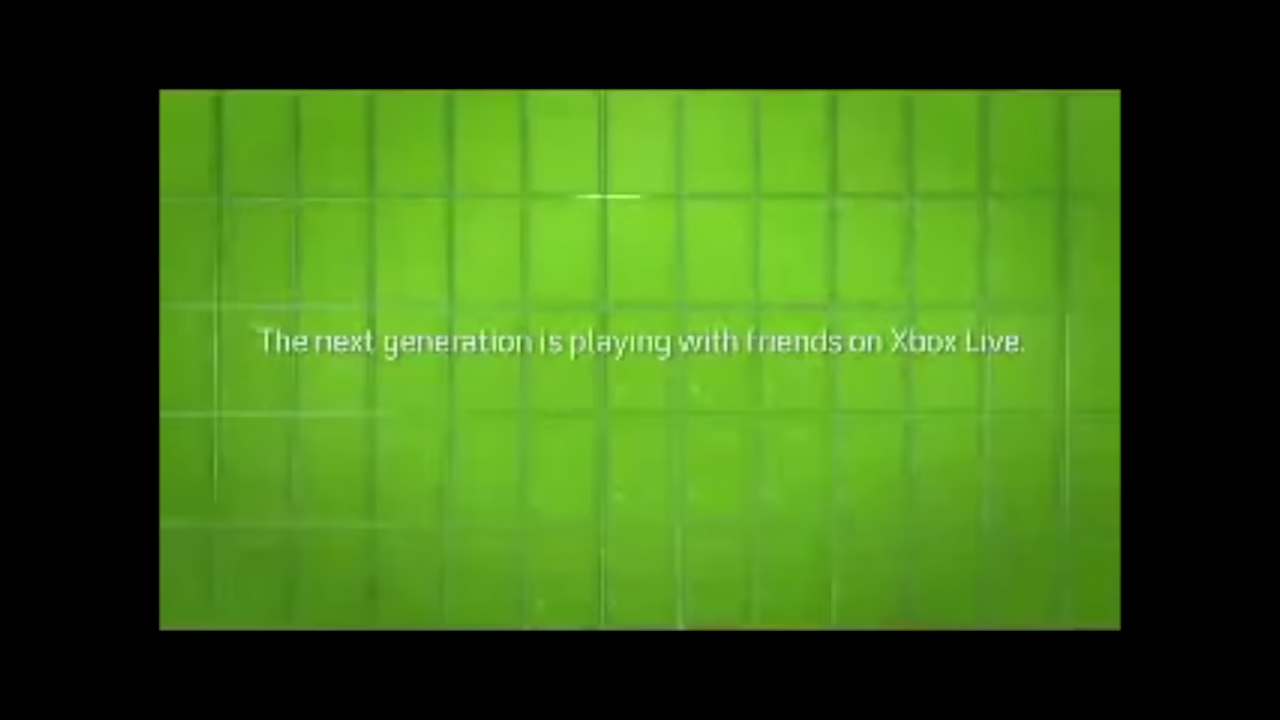 The next generation is playing with friends on Xbox Live.